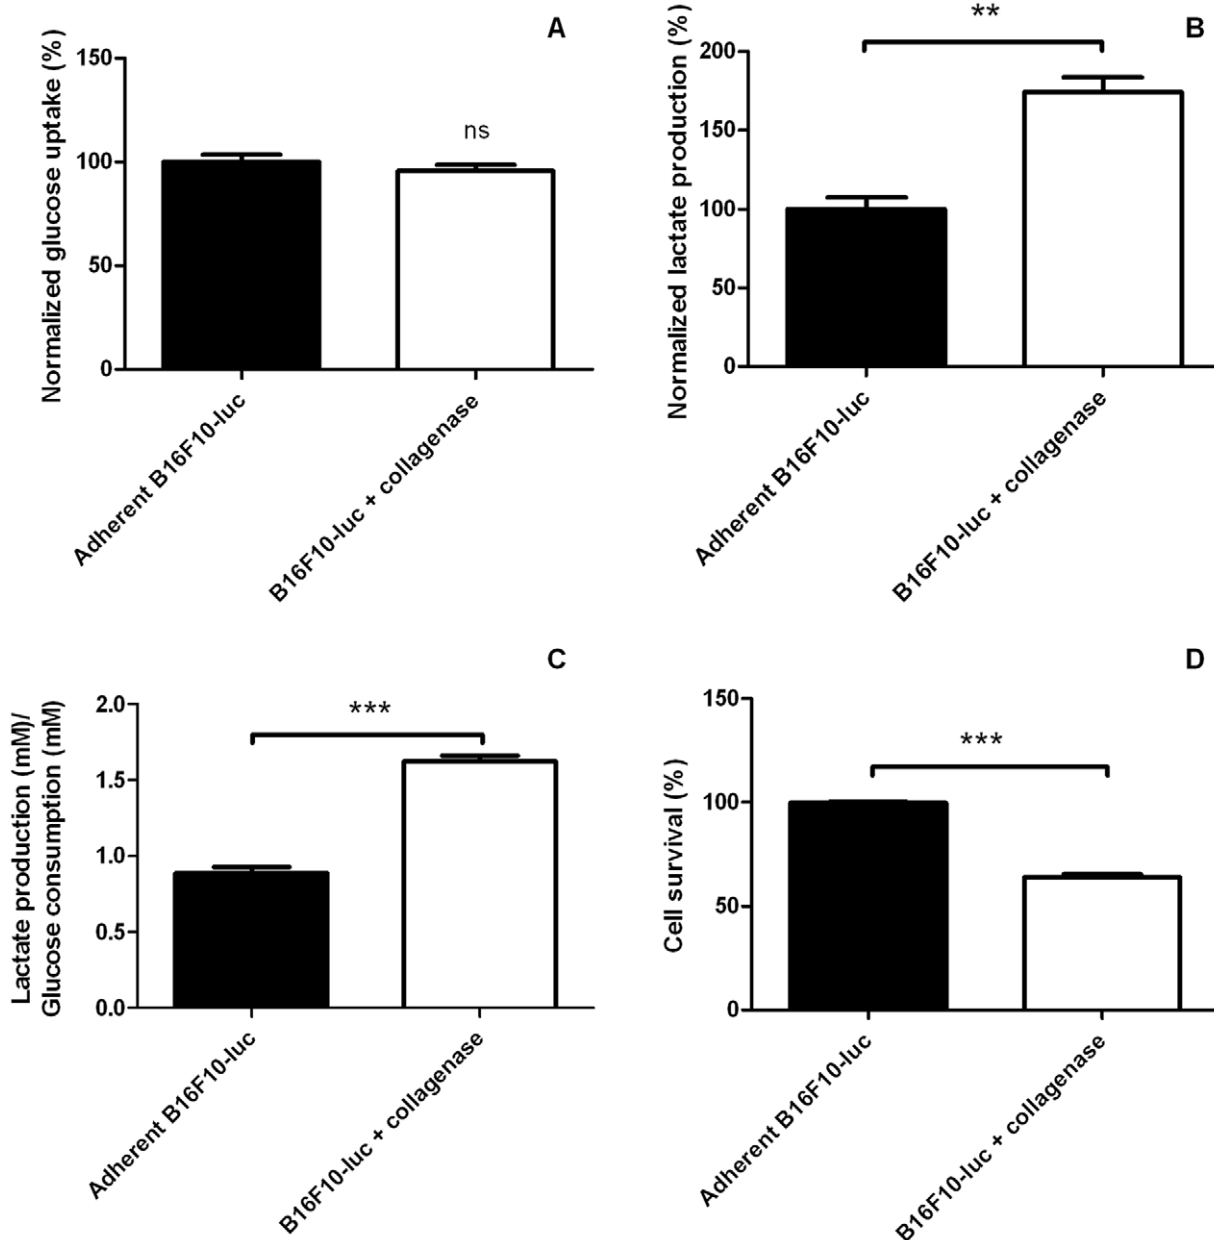 A
Normalized glucose uptake (%)
150
100
50
0
ns
Adherent B16F10-luc
B16F10-luc + collagenase
B
Normalized lactate production (%)
200
150
100
50
0
**
Adherent B16F10-luc
B16F10-luc + collagenase
C
Lactate production (mM)/
Glucose consumption (mM)
2.0
1.5
1.0
0.5
0.0
***
Adherent B16F10-luc
B16F10-luc + collagenase
D
Cell survival (%)
150
100
50
0
***
Adherent B16F10-luc
B16F10-luc + collagenase